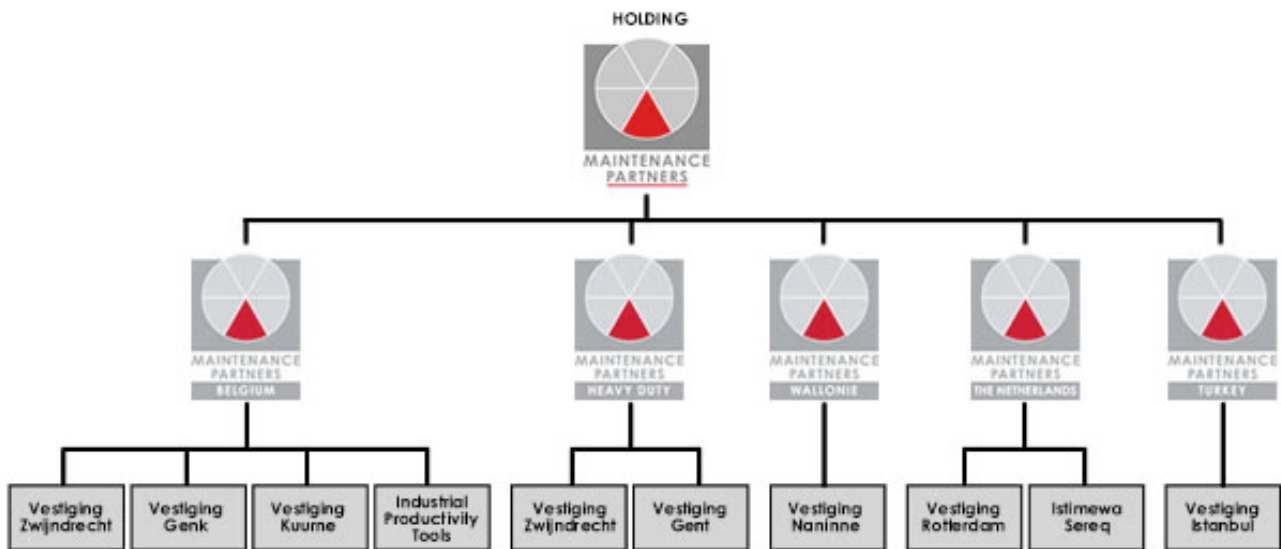 HOLDING
MAINTENANCE
PARTNERS
MAINTENANCE
PARTNERS
BELGIUM
MAINTENANCE
PARTNERS
HEAVY DUTY
MAINTENANCE
PARTNERS
WALLONIE
MAINTENANCE
PARTNERS
THE NETHERLANDS
MAINTENANCE
PARTNERS
TURKEY
Vestiging
Zwijndrecht
Vestiging
Genk
Vestiging
Kuurne
Industrial
Productivity
Tools
Vestiging
Zwijndrecht
Vestiging
Gent
Vestiging
Naninne
Vestiging
Rotterdam
Istimewa
Sereq
Vestiging
Istanbul